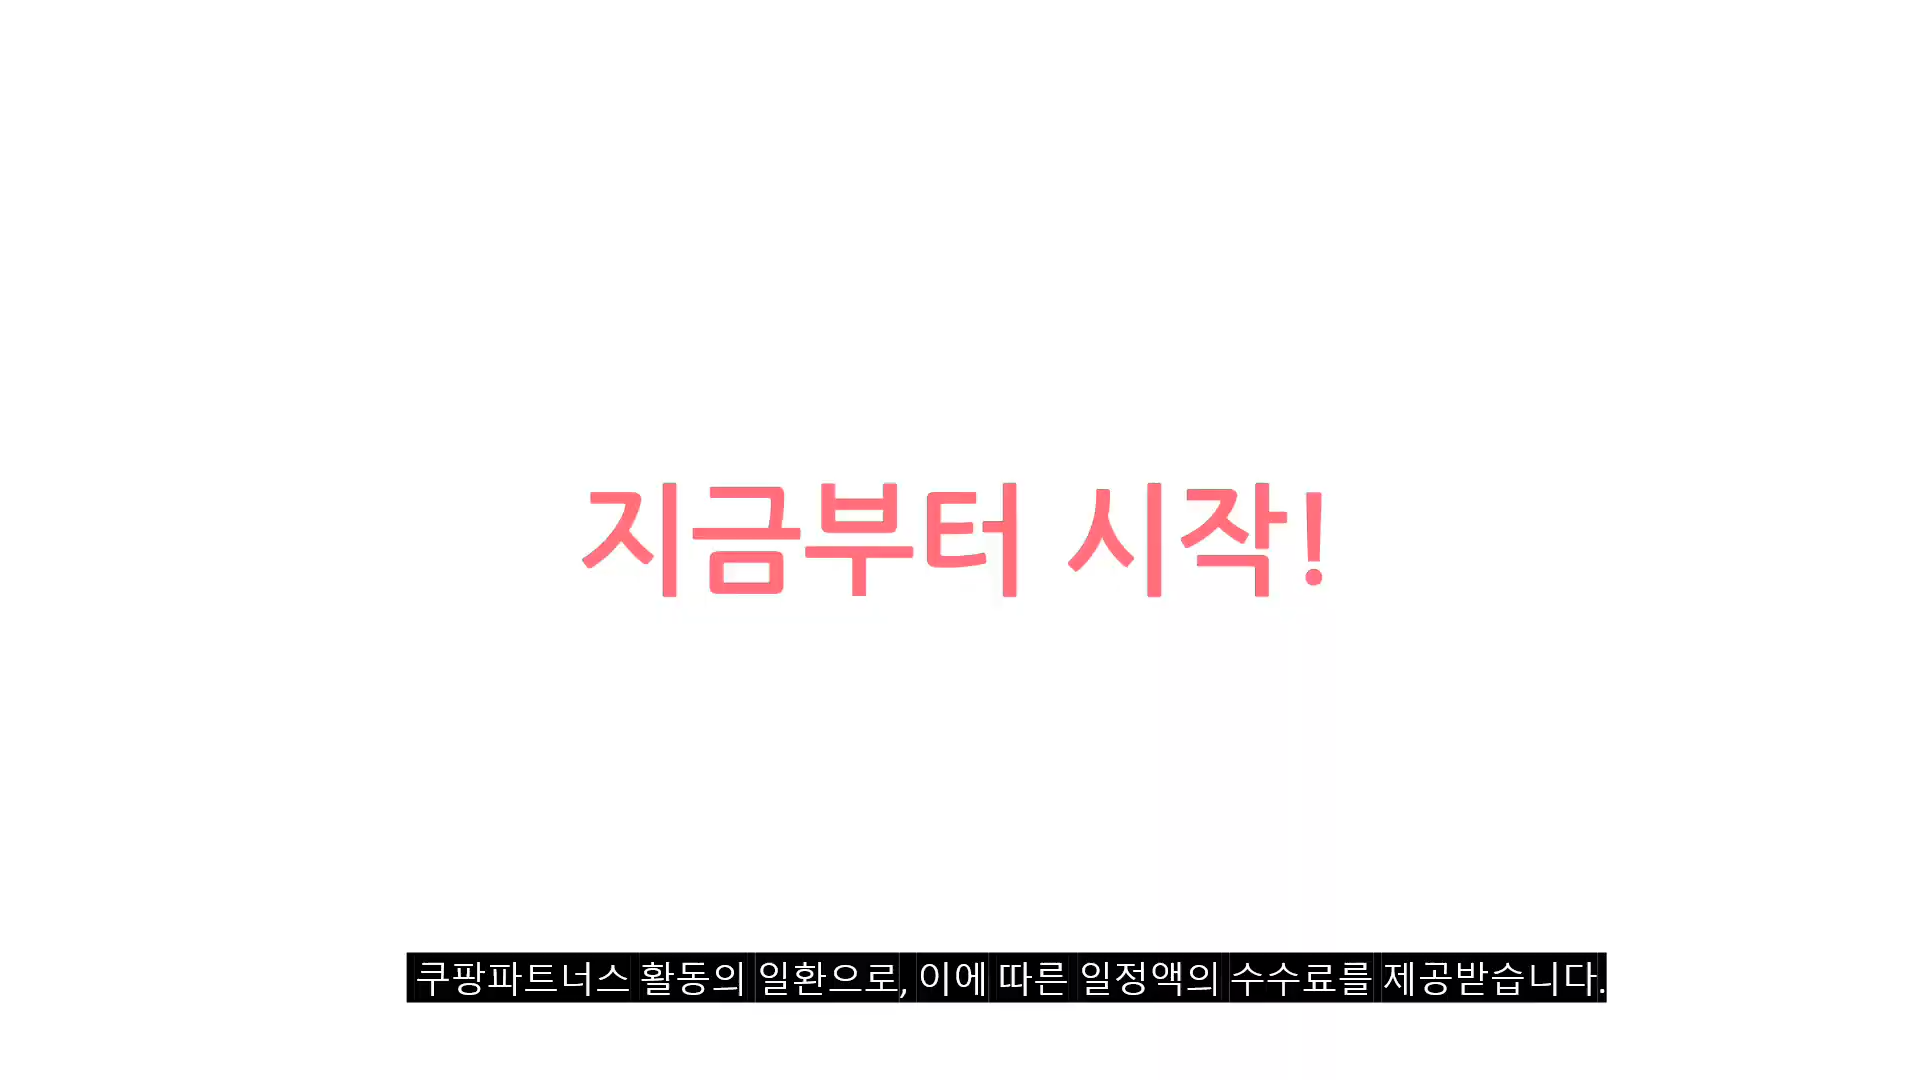 지금부터 시작!
쿠팡파트너스 활동의 일환으로, 이에 따른 일정액의 수수료를 제공받습니다.